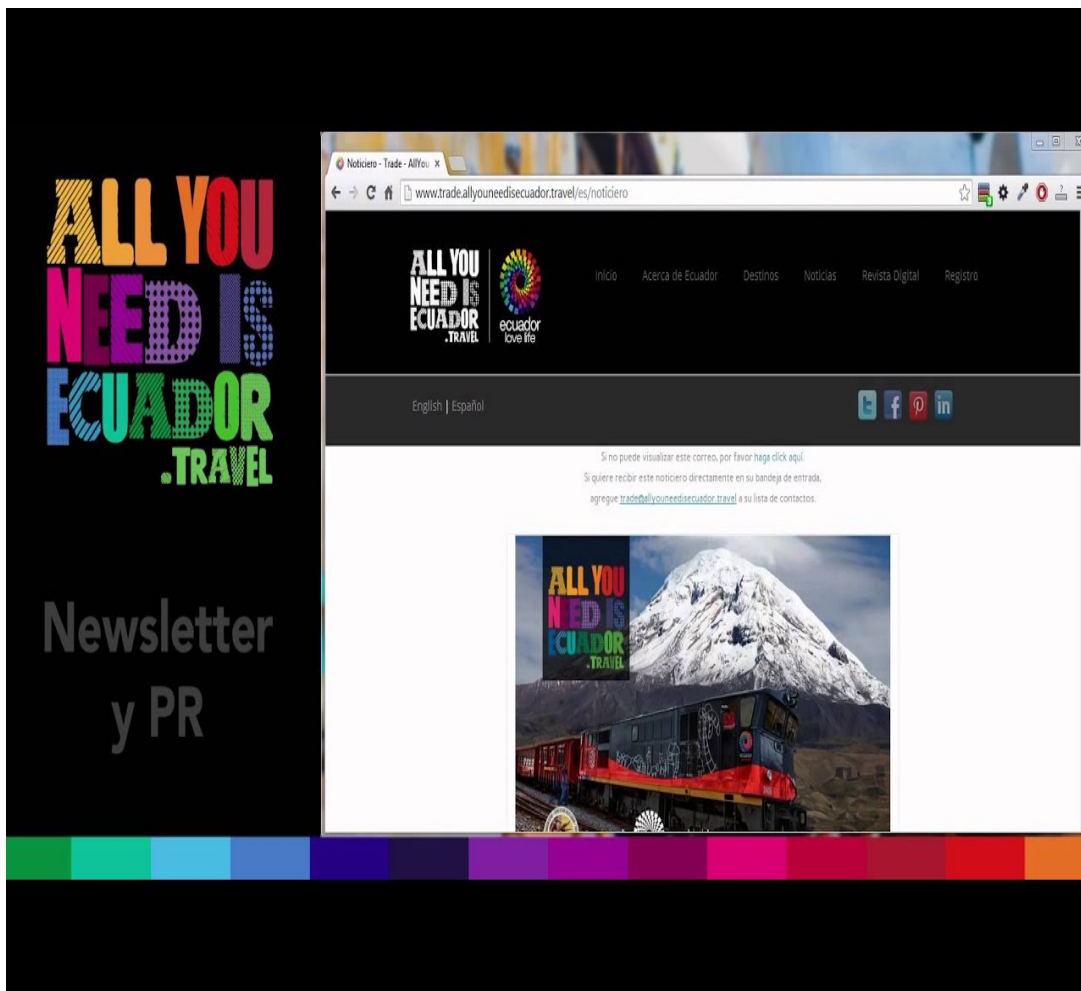 ALL YOU
NEED IS
ECUADOR
.TRAVEL
Newsletter
y PR
Noticiero - Trade - AllYou
www.trade.allyouneedisecuador.travel/es/noticiero
ALL YOU
NEED IS
ECUADOR
.TRAVEL
ecuador
love life
Inicio Acerca de Ecuador Destinos Noticias Revista Digital Registro
English | Español
Si no puede visualizar este correo, por favor haga click aquí.
Si quiere recibir este noticiero directamente en su bandeja de entrada,
agregue trade@allyouneedisecuador.travel a su lista de contactos.
ALL YOU
NEED IS
ECUADOR
.TRAVEL